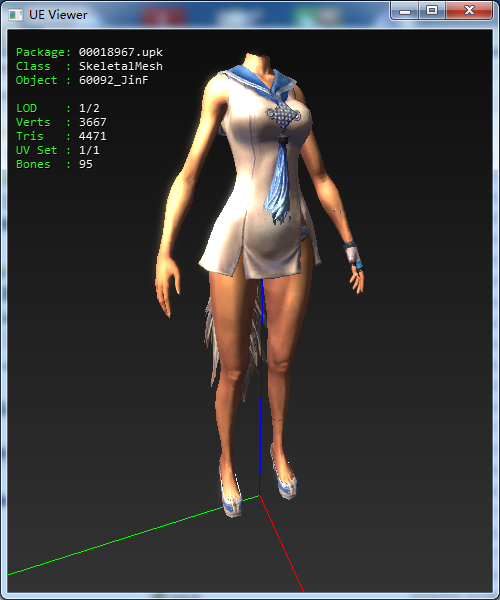 UE Viewer
Package: 00018967.upk
Class : SkeletalMesh
Object : 60092_JinF
LOD : 1/2
Verts : 3667
Tris : 4471
UV Set : 1/1
Bones : 95